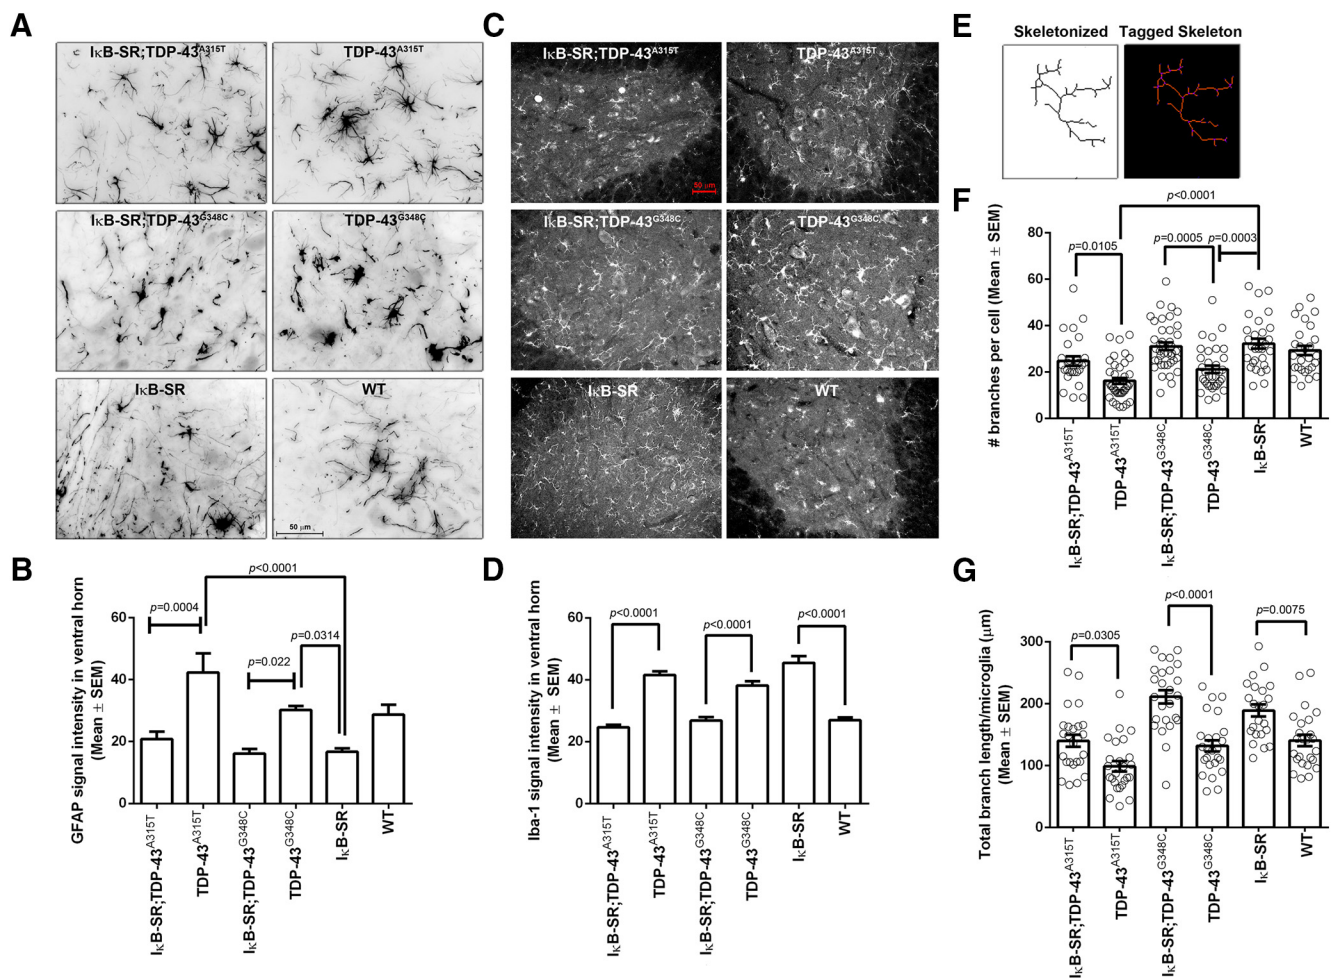 A
IκB-SR;TDP-43A315T
TDP-43A315T
IκB-SR;TDP-43G348C
TDP-43G348C
IκB-SR
WT
50 μm
B
GFAP signal intensity in ventral horn
(Mean ± SEM)
60
40
20
0
p=0.0004
p<0.0001
p=0.022
p=0.0314
IκB-SR;TDP-43A315T
TDP-43A315T
IκB-SR;TDP-43G348C
TDP-43G348C
IκB-SR
WT
C
IκB-SR;TDP-43A315T
TDP-43A315T
50 μm
IκB-SR;TDP-43G348C
TDP-43G348C
IκB-SR
WT
D
Iba-1 signal intensity in ventral horn
(Mean ± SEM)
60
40
20
0
p<0.0001
p<0.0001
p<0.0001
IκB-SR;TDP-43A315T
TDP-43A315T
IκB-SR;TDP-43G348C
TDP-43G348C
IκB-SR
WT
E
Skeletonized
Tagged Skeleton
F
# branches per cell (Mean ± SEM)
80
60
40
20
0
p<0.0001
p=0.0105
p=0.0005
p=0.0003
IκB-SR;TDP-43A315T
TDP-43A315T
IκB-SR;TDP-43G348C
TDP-43G348C
IκB-SR
WT
G
Total branch length/microglia (μm)
(Mean ± SEM)
300
200
100
0
p=0.0305
p<0.0001
p=0.0075
IκB-SR;TDP-43A315T
TDP-43A315T
IκB-SR;TDP-43G348C
TDP-43G348C
IκB-SR
WT